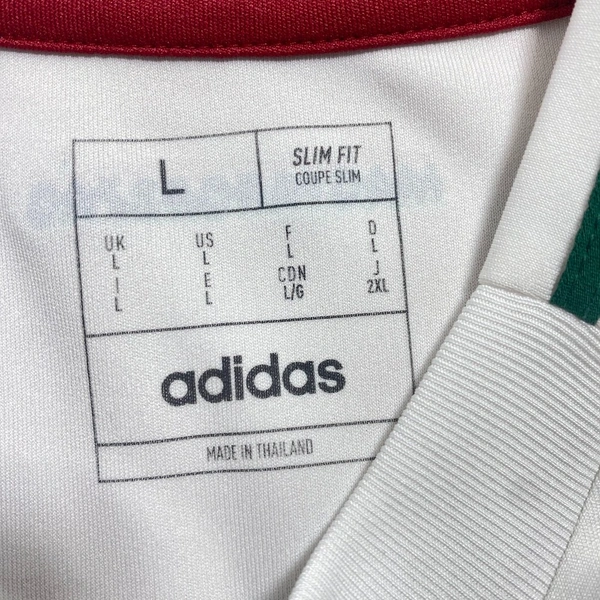 L
SLIM FIT
COUPE SLIM
UK US F D
L L L L
I E CDN J
L L L/G 2XL
adidas
MADE IN THAILAND